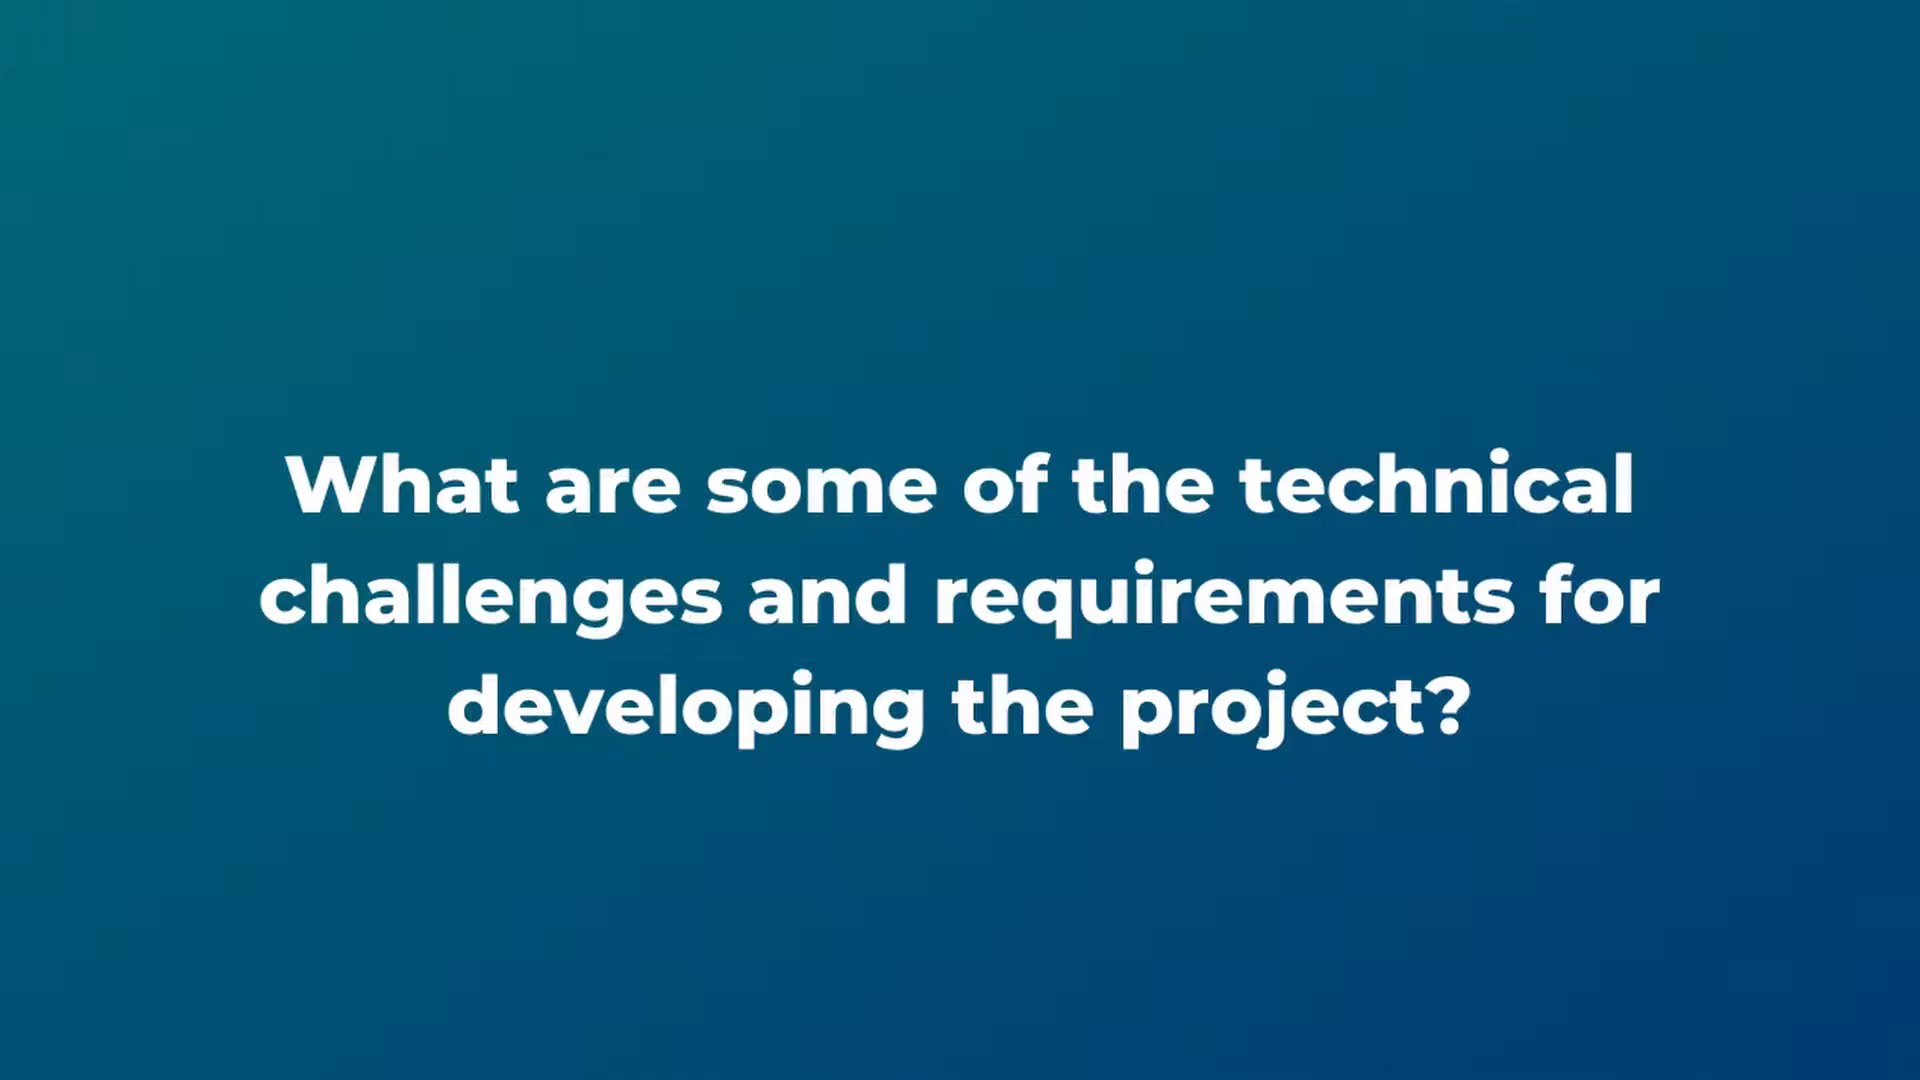 What are some of the technical
challenges and requirements for
developing the project?